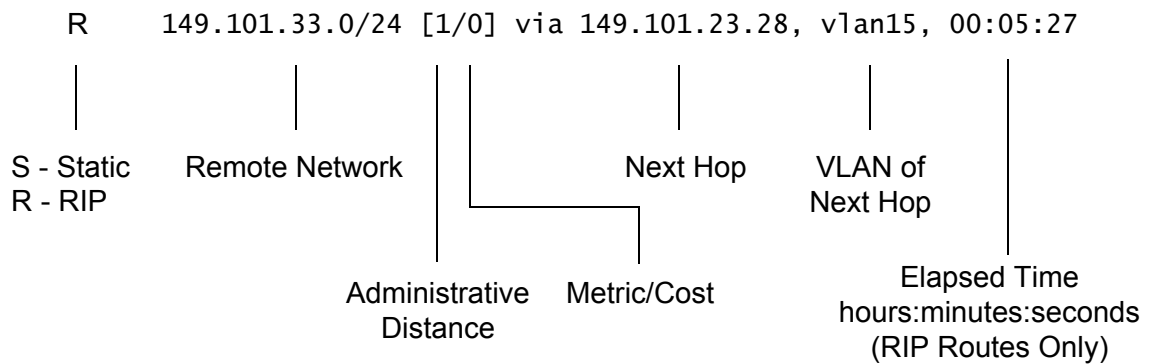 R 149.101.33.0/24 [1/0] via 149.101.23.28, vlan15, 00:05:27
S - Static
R - RIP
Remote Network
Next Hop
VLAN of
Next Hop
Administrative
Distance
Metric/Cost
Elapsed Time
hours:minutes:seconds
(RIP Routes Only)